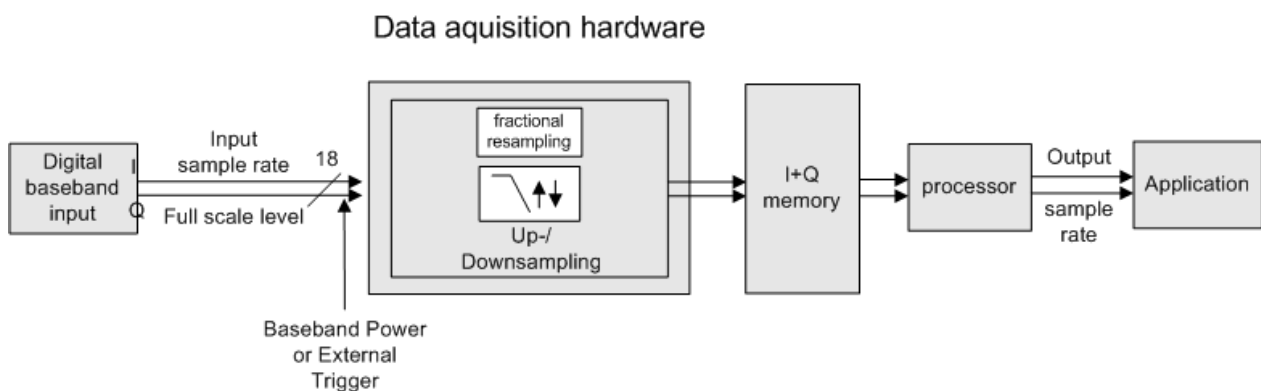 Data aquisition hardware
Digital
baseband
input
I
Q
Input
sample rate
18
Full scale level
Baseband Power
or External
Trigger
fractional
resampling
Up-/
Downsampling
I+Q
memory
processor
Output
sample
rate
Application